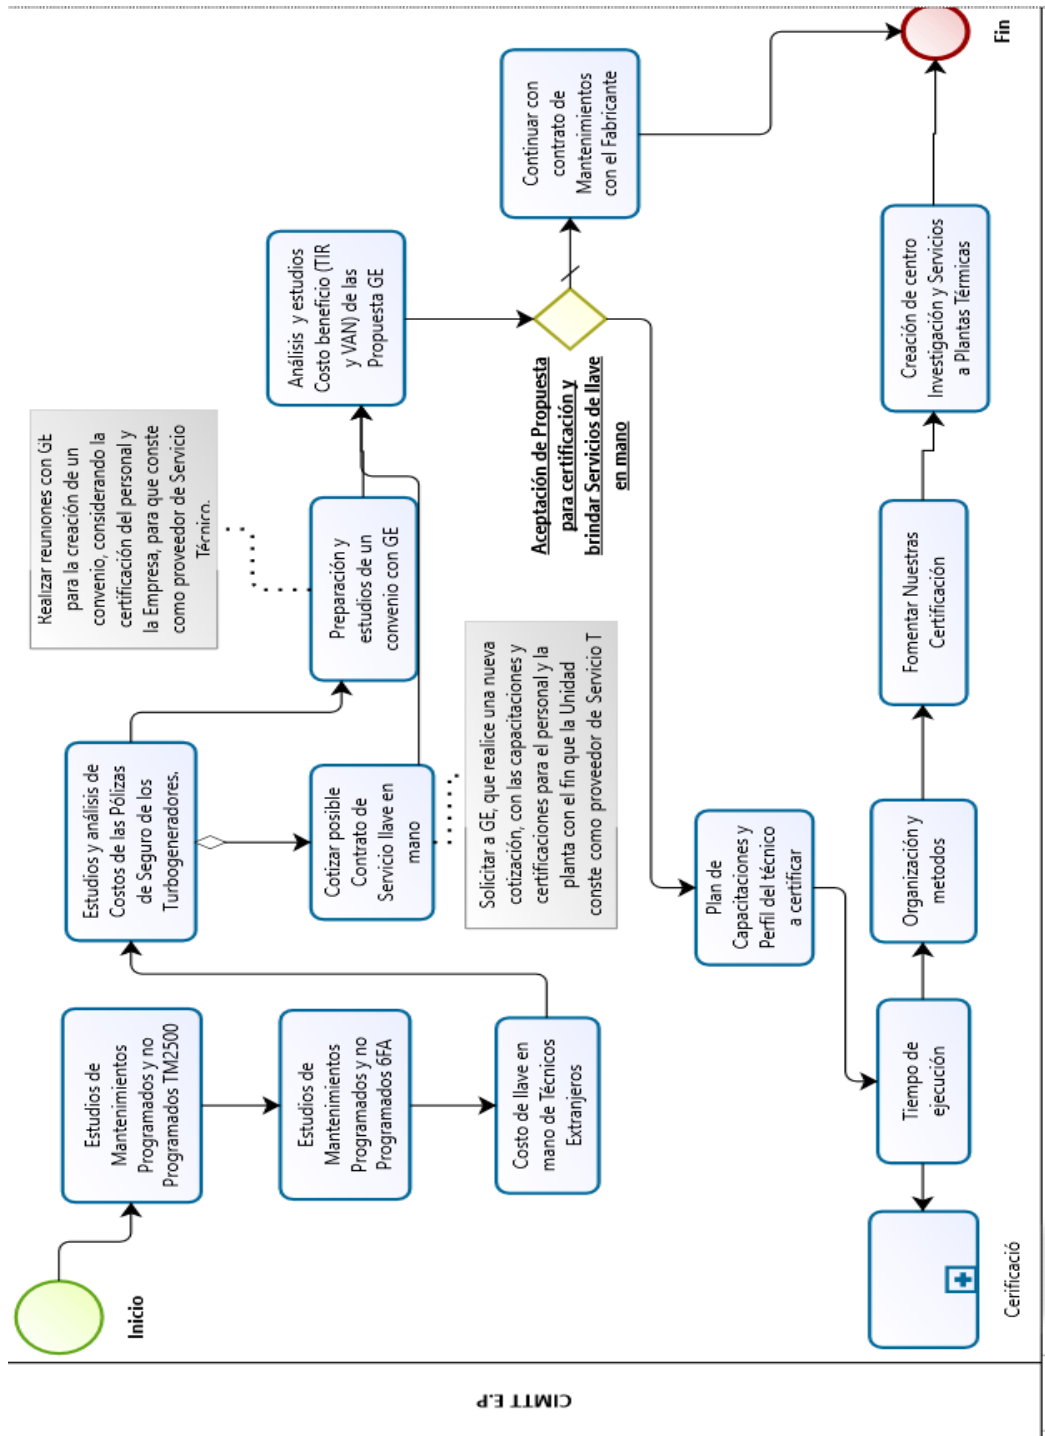 CIMTT E.P
Inicio
Estudios de
Mantenimientos
Programados y no
Programados TM2500
Estudios de
Mantenimientos
Programados y no
Programados 6FA
Costo de llave en
mano de Técnicos
Extranjeros
Estudios y análisis de
Costos de las Pólizas
de Seguro de los
Turbogeneradores.
Cotizar posible
Contrato de
Servicio llave en
mano
Solicitar a GE, que realice una nueva
cotización, con las capacitaciones y
certificaciones para el personal y la
planta con el fin que la Unidad
conste como proveedor de Servicio T
Realizar reuniones con GE
para la creación de un
convenio, considerando la
certificación del personal y
la Empresa, para que conste
como proveedor de Servicio
Técnico.
Preparación y
estudios de un
convenio con GE
Análisis y estudios
Costo beneficio (TIR
y VAN) de las
Propuesta GE
Aceptación de Propuesta
para certificación y
brindar Servicios de llave
en mano
Continuar con
contrato de
Mantenimientos
con el Fabricante
Plan de
Capacitaciones y
Perfil del técnico
a certificar
Tiempo de
ejecución
Cerificació
Organización y
metodos
Fomentar Nuestras
Certificación
Creación de centro
Investigación y Servicios
a Plantas Térmicas
Fin